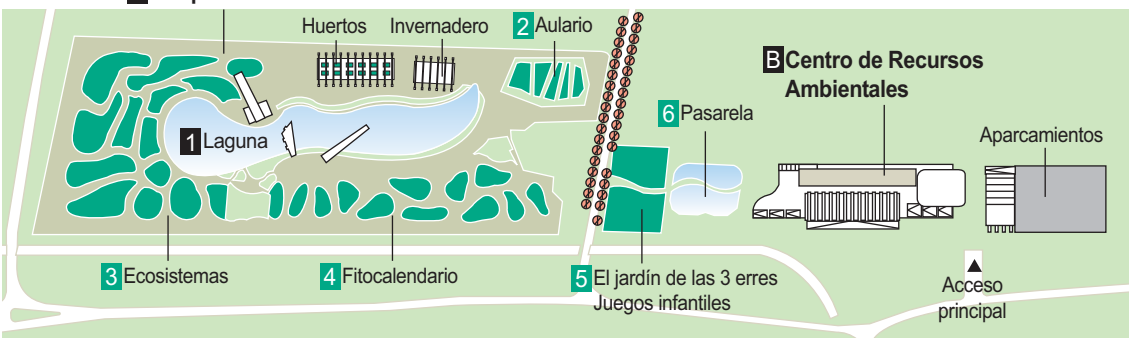 Huertos
Invernadero
2 Aulario
B Centro de Recursos
Ambientales
6 Pasarela
Aparcamientos
1 Laguna
3 Ecosistemas
4 Fitocalendario
5 El jardín de las 3 erres
Juegos infantiles
Acceso
principal